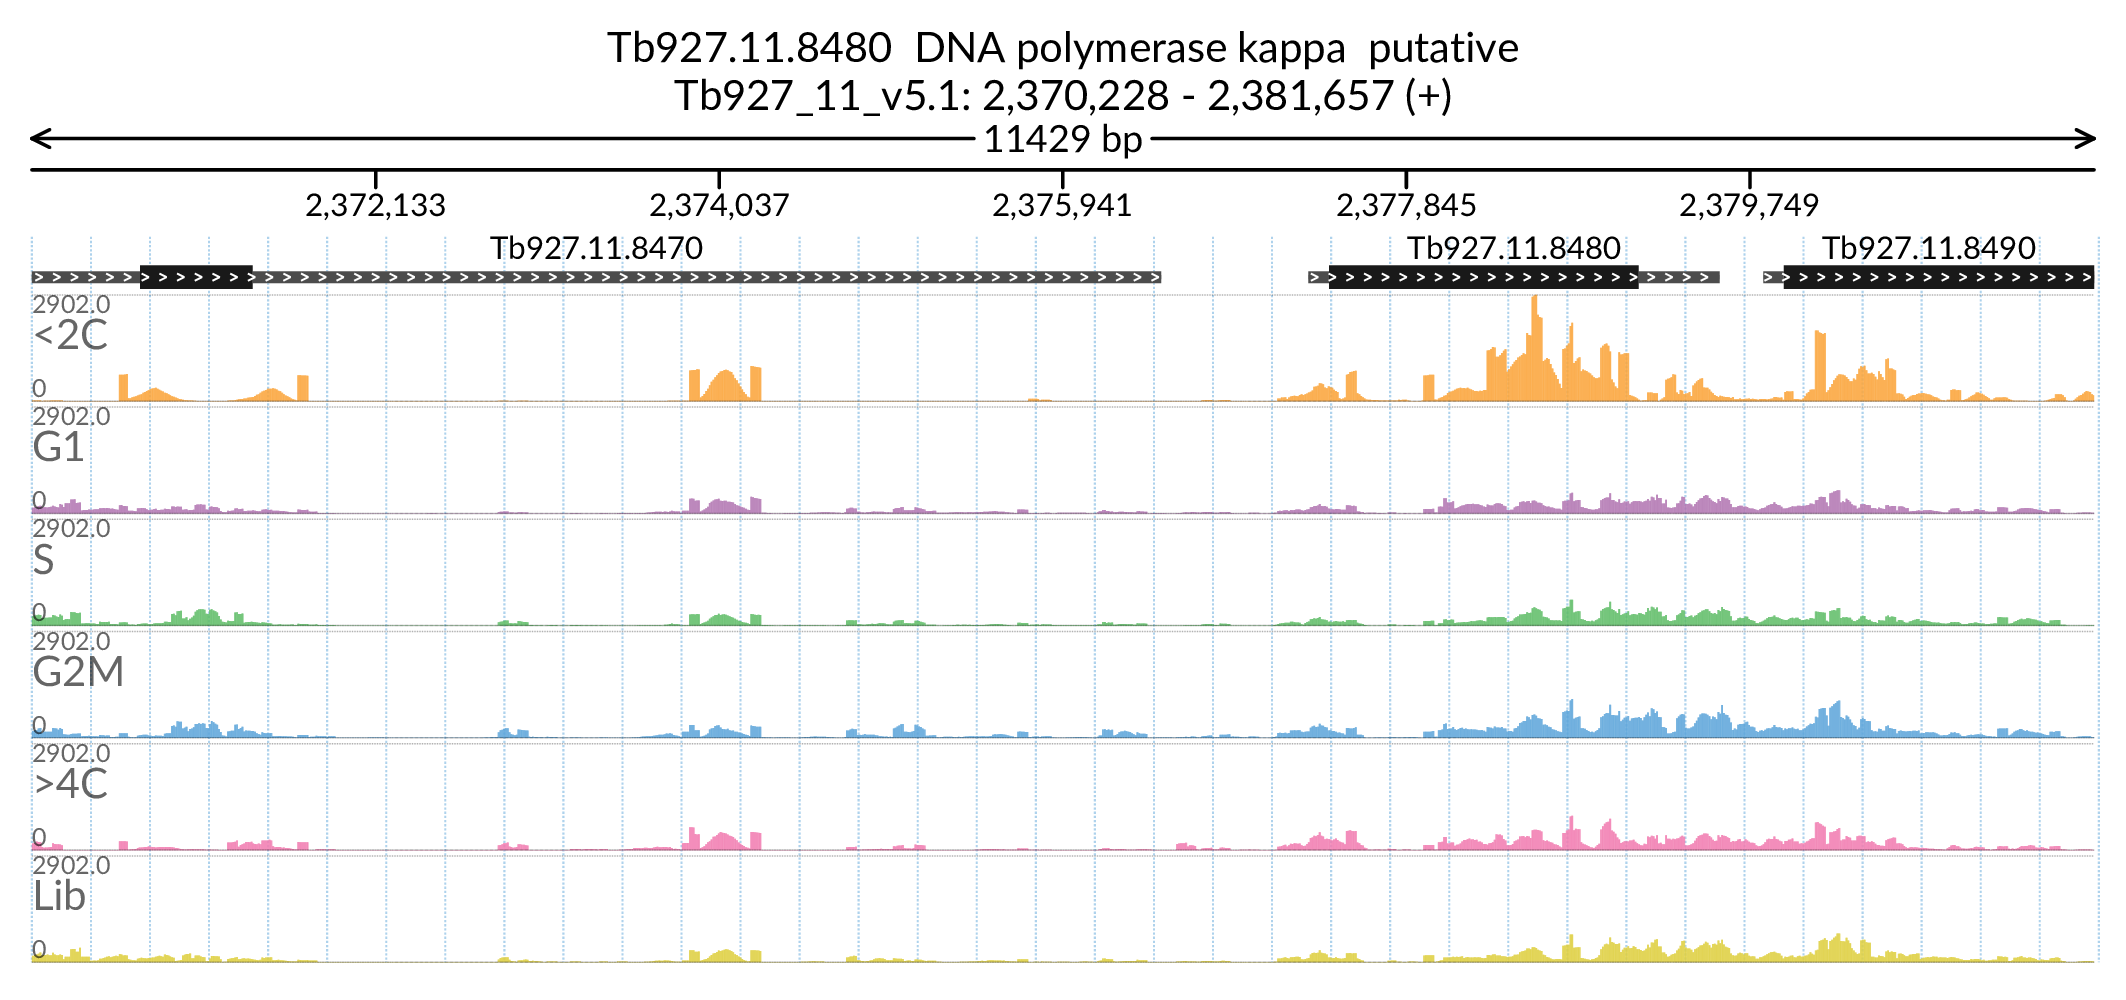 Tb927.11.8480  DNA polymerase kappa  putative
Tb927_11_v5.1: 2,370,228 - 2,381,657 (+)
11429 bp
2,372,133 2,374,037 2,375,941 2,377,845 2,379,749
Tb927.11.8470 Tb927.11.8480 Tb927.11.8490
2902.0
<2C
0
2902.0
G1
0
2902.0
S
0
2902.0
G2M
0
2902.0
>4C
0
2902.0
Lib
0